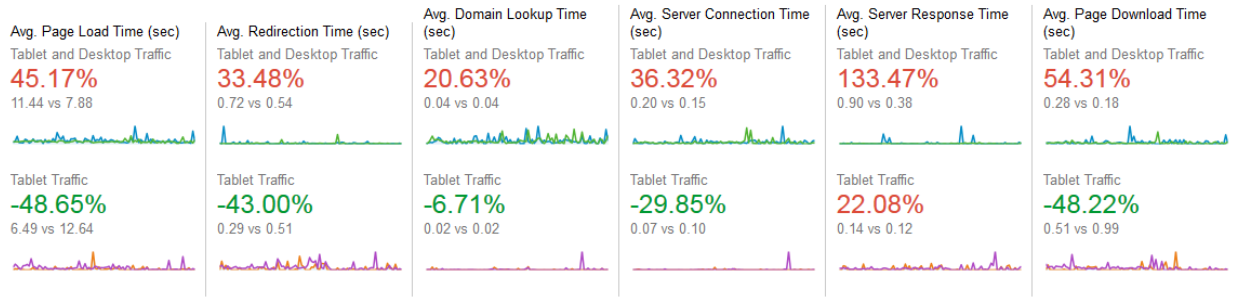 Avg. Page Load Time (sec)
Tablet and Desktop Traffic
45.17%
11.44 vs 7.88
Tablet Traffic
-48.65%
6.49 vs 12.64
Avg. Redirection Time (sec)
Tablet and Desktop Traffic
33.48%
0.72 vs 0.54
Tablet Traffic
-43.00%
0.29 vs 0.51
Avg. Domain Lookup Time
(sec)
Tablet and Desktop Traffic
20.63%
0.04 vs 0.04
Tablet Traffic
-6.71%
0.02 vs 0.02
Avg. Server Connection Time
(sec)
Tablet and Desktop Traffic
36.32%
0.20 vs 0.15
Tablet Traffic
-29.85%
0.07 vs 0.10
Avg. Server Response Time
(sec)
Tablet and Desktop Traffic
133.47%
0.90 vs 0.38
Tablet Traffic
22.08%
0.14 vs 0.12
Avg. Page Download Time
(sec)
Tablet and Desktop Traffic
54.31%
0.28 vs 0.18
Tablet Traffic
-48.22%
0.51 vs 0.99